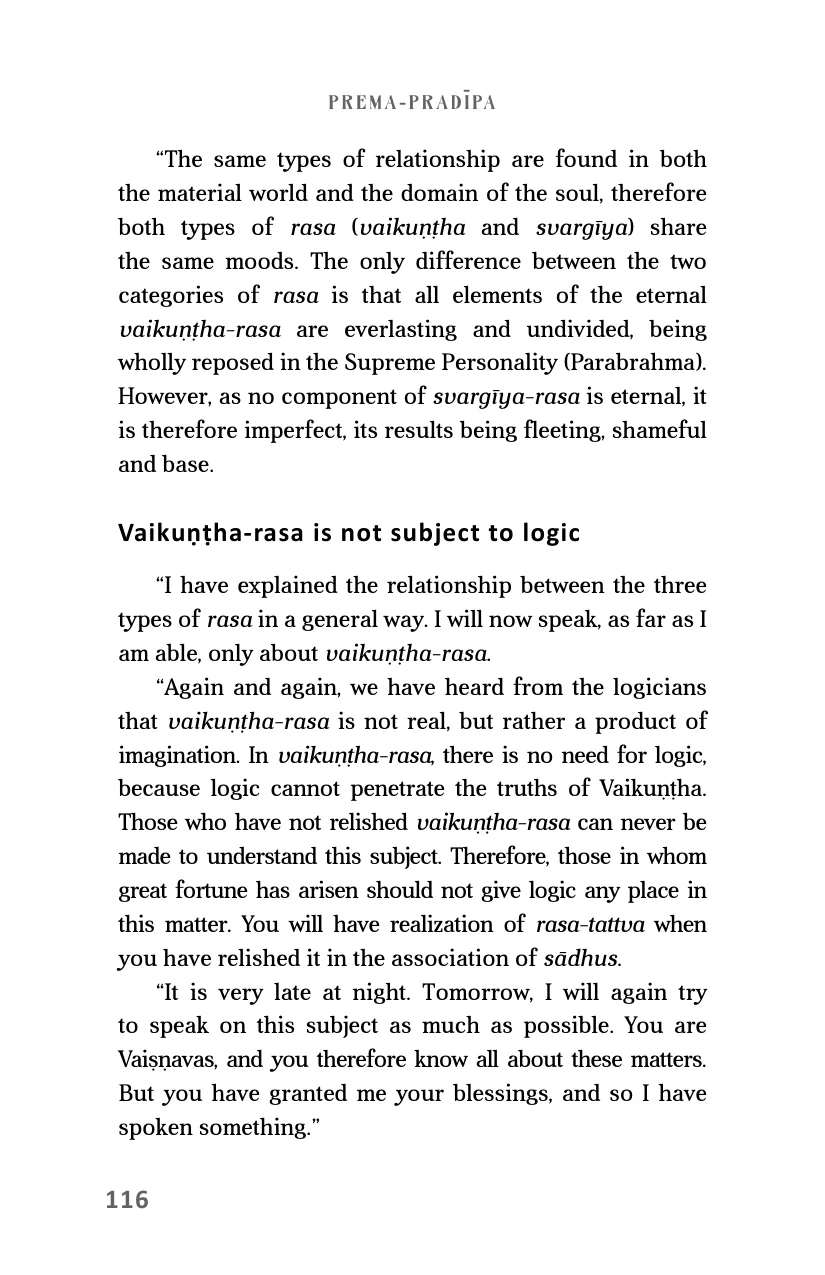 PREMA-PRADĪPA
“The same types of relationship are found in both
the material world and the domain of the soul, therefore
both types of rasa (vaikuṇṭha and svargīya) share
the same moods. The only difference between the two
categories of rasa is that all elements of the eternal
vaikuṇṭha-rasa are everlasting and undivided, being
wholly reposed in the Supreme Personality (Parabrahma).
However, as no component of svargīya-rasa is eternal, it
is therefore imperfect, its results being fleeting, shameful
and base.
Vaikuṇṭha-rasa is not subject to logic
“I have explained the relationship between the three
types of rasa in a general way. I will now speak, as far as I
am able, only about vaikuṇṭha-rasa.
“Again and again, we have heard from the logicians
that vaikuṇṭha-rasa is not real, but rather a product of
imagination. In vaikuṇṭha-rasa, there is no need for logic,
because logic cannot penetrate the truths of Vaikuṇṭha.
Those who have not relished vaikuṇṭha-rasa can never be
made to understand this subject. Therefore, those in whom
great fortune has arisen should not give logic any place in
this matter. You will have realization of rasa-tattva when
you have relished it in the association of sādhus.
“It is very late at night. Tomorrow, I will again try
to speak on this subject as much as possible. You are
Vaiṣṇavas, and you therefore know all about these matters.
But you have granted me your blessings, and so I have
spoken something.”
116